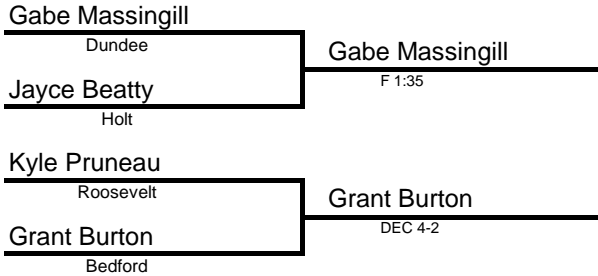 Gabe Massingill
Dundee
Gabe Massingill
F 1:35
Jayce Beatty
Holt
Kyle Pruneau
Roosevelt
Grant Burton
DEC 4-2
Grant Burton
Bedford